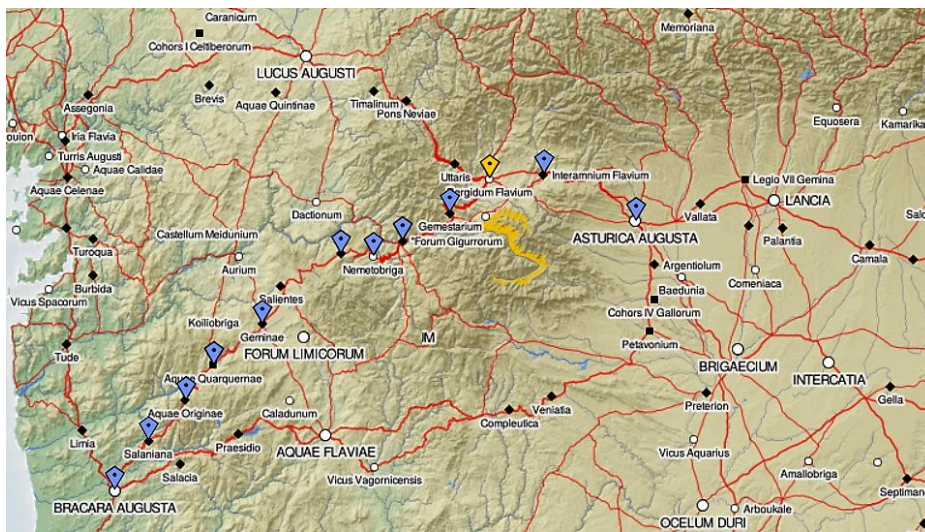 Caranicum
Memoriana
Cohors I Celtiberorum
LUCUS AUGUSTI
Brevis
Aquae Quintinae
Timalinum
Pons Neviae
Assegonia
Equosera
Kamarika
Iria Flavia
Turris Augusti
Aquae Calidae
Aquae Celenae
Uttaris
Bergidum Flavium
Interamnium Flavium
Legio VII Gemina
LANCIA
Dactionum
Vallata
Gemestarium
"Forum Gigurrorum
ASTURICA AUGUSTA
Palantia
Castellum Meidunium
Turoqua
Camala
Aurium
Nemetobriga
Argentiolum
Comeniaca
Burbida
Baedunia
Vicus Spacorum
Salientes
Cohors IV Gallorum
Koiliobriga
Geminae
Petavonium
Tude
FORUM LIMICORUM
IM
BRIGAECIUM
Aquae Quarquernae
INTERCATIA
Aquae Originae
Caladunum
Veniatia
Preterion
Gella
Compleutica
Limia
Salaniana
Praesidio
AQUAE FLAVIAE
Vicus Aquarius
Salacia
Vicus Vagornicensis
Amallobriga
Septimanc
BRACARA AUGUSTA
Arboukale
OCELUM DURI